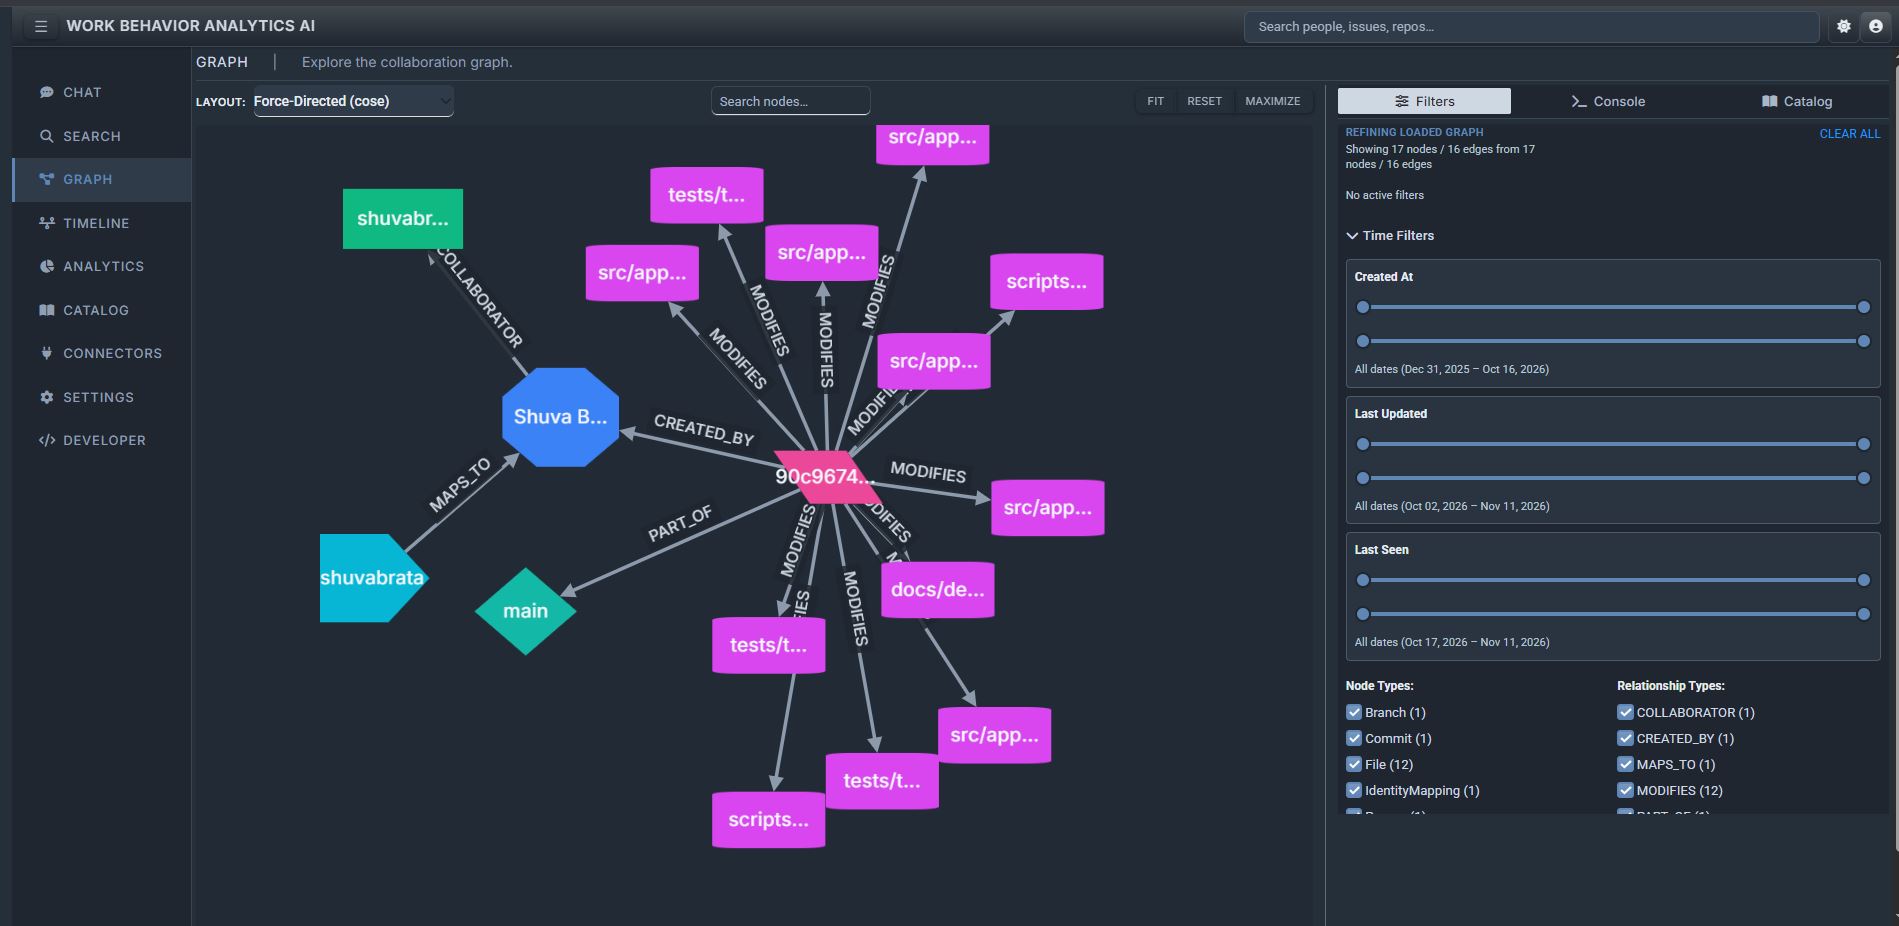 WORK BEHAVIOR ANALYTICS AI
Search people, issues, repos...
CHAT
SEARCH
GRAPH
TIMELINE
ANALYTICS
CATALOG
CONNECTORS
SETTINGS
DEVELOPER
GRAPH | Explore the collaboration graph.
LAYOUT: Force-Directed (cose)
Search nodes...
FIT RESET MAXIMIZE
src/app...
tests/t...
shuvabr...
src/app...
src/app...
scripts...
COLLABORATOR
MODIFIES
MODIFIES
MODIFIES
MODIFIES
src/app...
Shuva B...
CREATED_BY
MAPS_TO
90c9674...
MODIFIES
src/app...
PART_OF
MODIFIES
shuvabrata
main
MODIFIES
docs/de...
tests/t...
src/app...
tests/t...
scripts...
Filters
Console
Catalog
REFINING LOADED GRAPH
CLEAR ALL
Showing 17 nodes / 16 edges from 17
nodes / 16 edges
No active filters
Time Filters
Created At
All dates (Dec 31, 2025 – Oct 16, 2026)
Last Updated
All dates (Oct 02, 2026 – Nov 11, 2026)
Last Seen
All dates (Oct 17, 2026 – Nov 11, 2026)
Node Types:
Branch (1)
Commit (1)
File (12)
IdentityMapping (1)
Relationship Types:
COLLABORATOR (1)
CREATED_BY (1)
MAPS_TO (1)
MODIFIES (12)